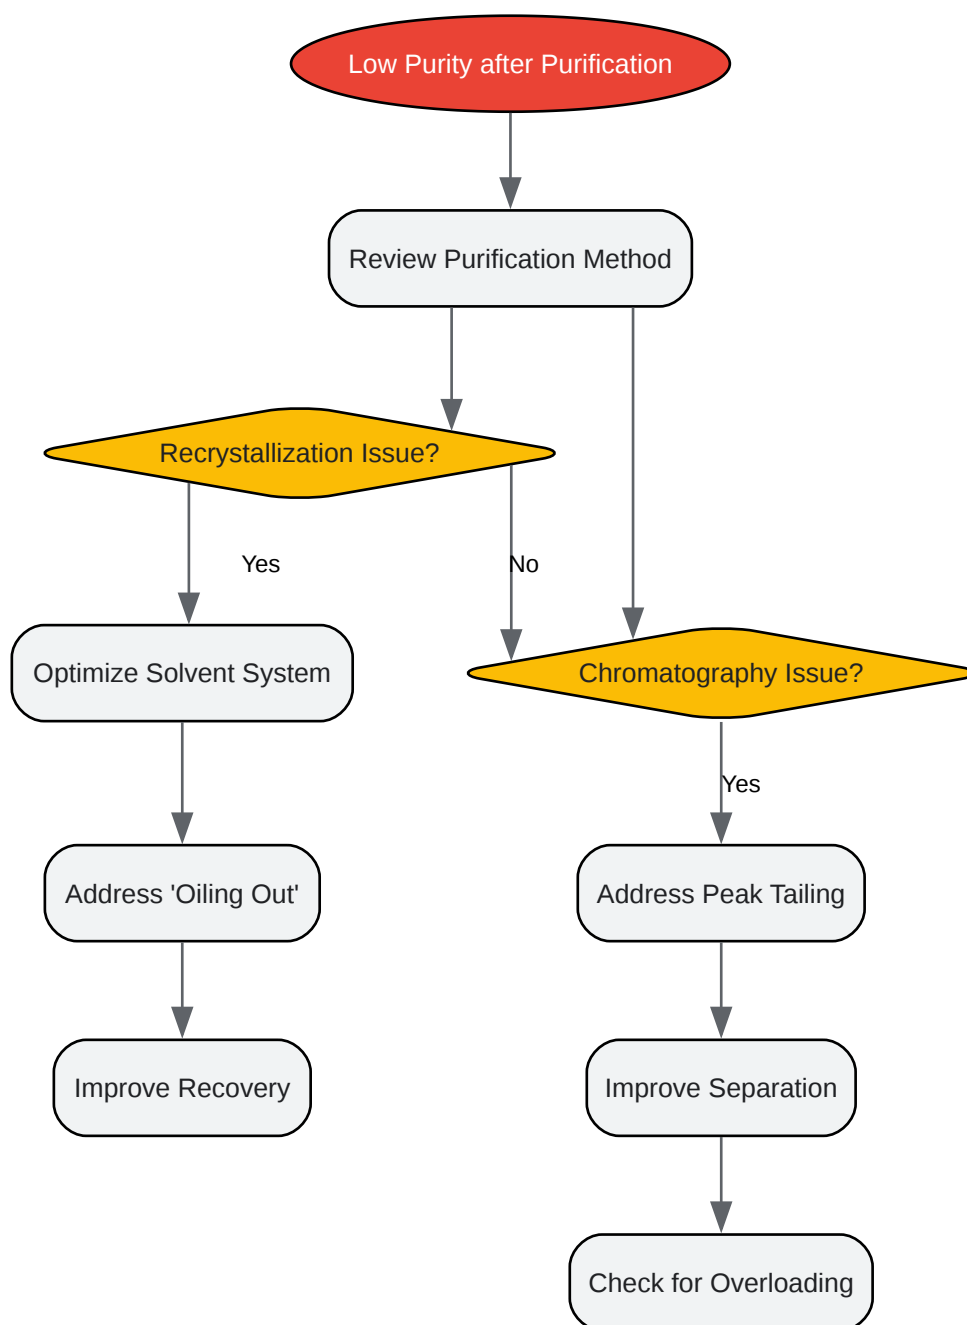 Low Purity after Purification
Review Purification Method
Recrystallization Issue?
Yes
No
Optimize Solvent System
Chromatography Issue?
Yes
Address 'Oiling Out'
Address Peak Tailing
Improve Recovery
Improve Separation
Check for Overloading